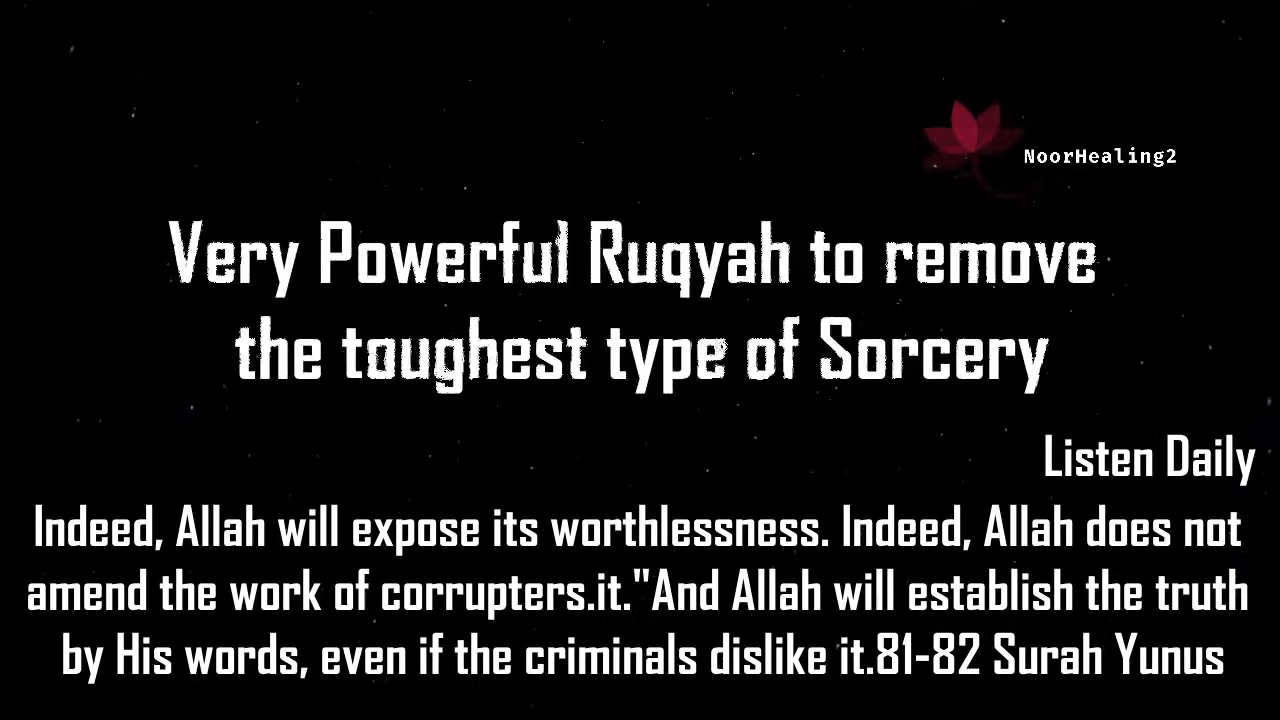 NoorHealing2
Very Powerful Ruqyah to remove
the toughest type of Sorcery
Listen Daily
Indeed, Allah will expose its worthlessness. Indeed, Allah does not
amend the work of corrupters.it."And Allah will establish the truth
by His words, even if the criminals dislike it.81-82 Surah Yunus